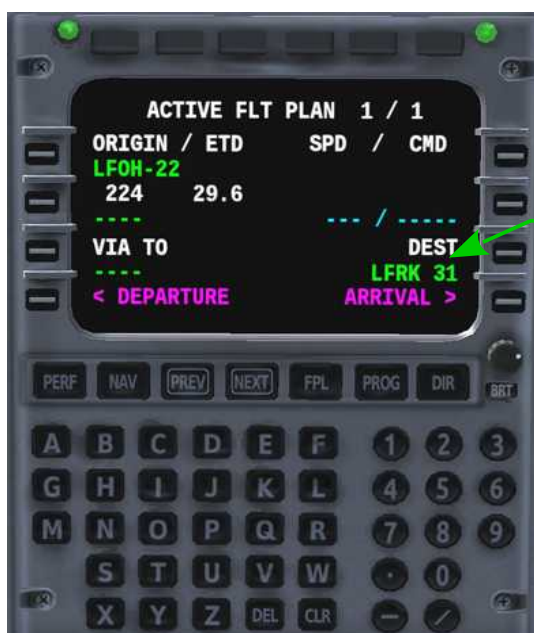 ACTIVE FLT PLAN 1 / 1
ORIGIN / ETD SPD / CMD
LFOH-22
224 29.6
---- --- / -----
VIA TO DEST
---- LFRK 31
< DEPARTURE ARRIVAL >
PERF NAV PREV NEXT FPL PROG DIR BRT
A B C D E F 1 2 3
G H I J K L 4 5 6
M N O P Q R 7 8 9
S T U V W · 0
X Y Z DEL CLR - /